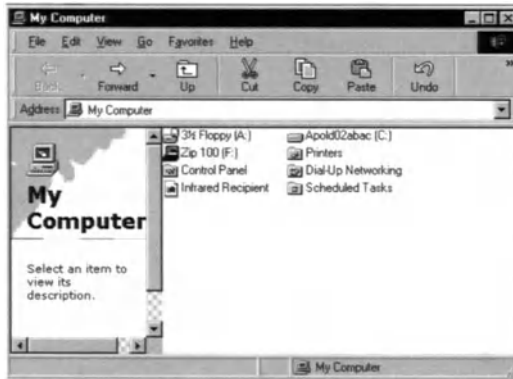 My Computer
File Edit View Go Favorites Help
Back Forward Up Cut Copy Paste Undo »
Address My Computer
3½ Floppy (A:) Apold02abac (C:)
Zip 100 (F:) Printers
Control Panel Dial-Up Networking
Infrared Recipient Scheduled Tasks
My
Computer
Select an item to
view its
description.
My Computer